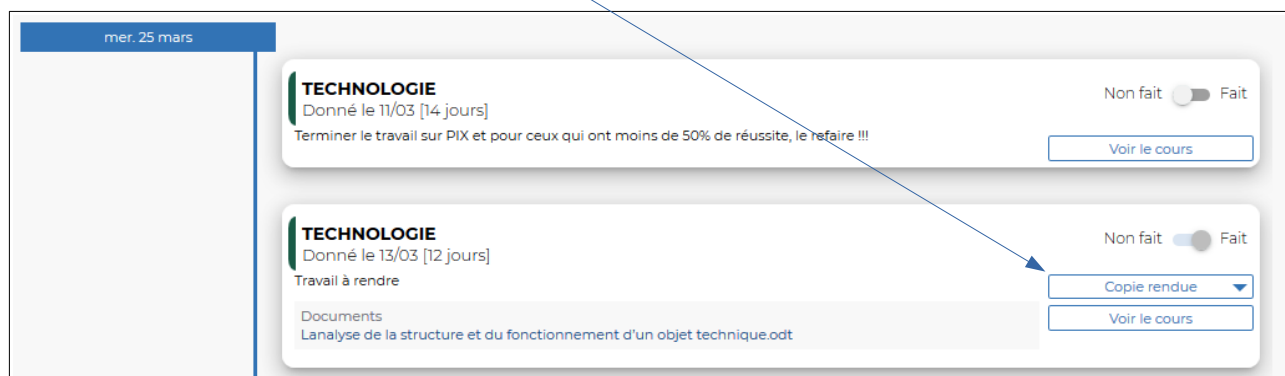 mer. 25 mars
TECHNOLOGIE
Donné le 11/03 [14 jours]
Non fait Fait
Terminer le travail sur PIX et pour ceux qui ont moins de 50% de réussite, le refaire !!!
Voir le cours
TECHNOLOGIE
Donné le 13/03 [12 jours]
Non fait Fait
Travail à rendre
Copie rendue
Documents
Lanalyse de la structure et du fonctionnement d'un objet technique.odt
Voir le cours